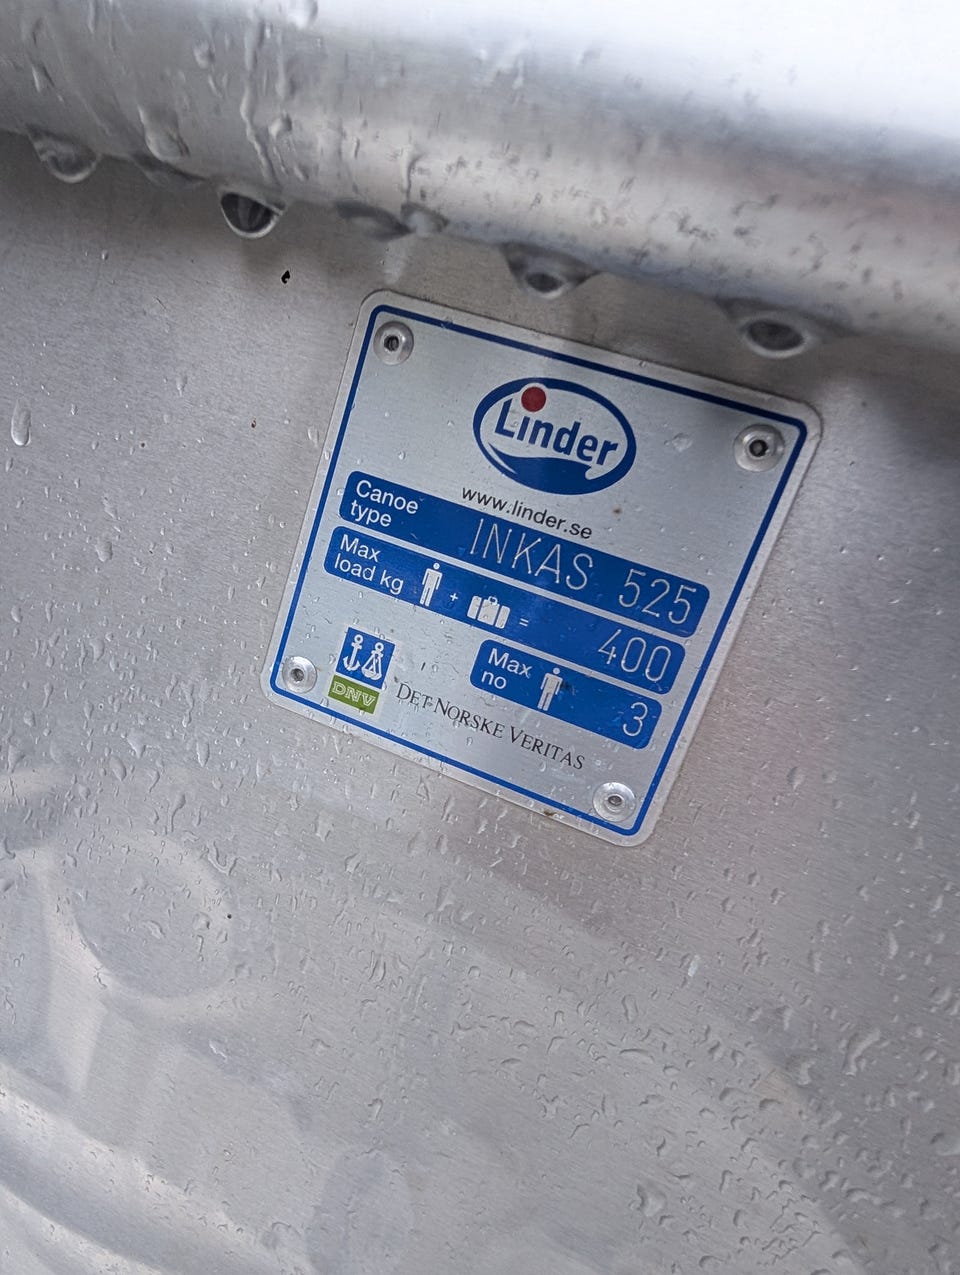 Linder
www.linder.se
Canoe type INKAS 525
Max load kg + = 400
Max no 3
DNV DET NORSKE VERITAS